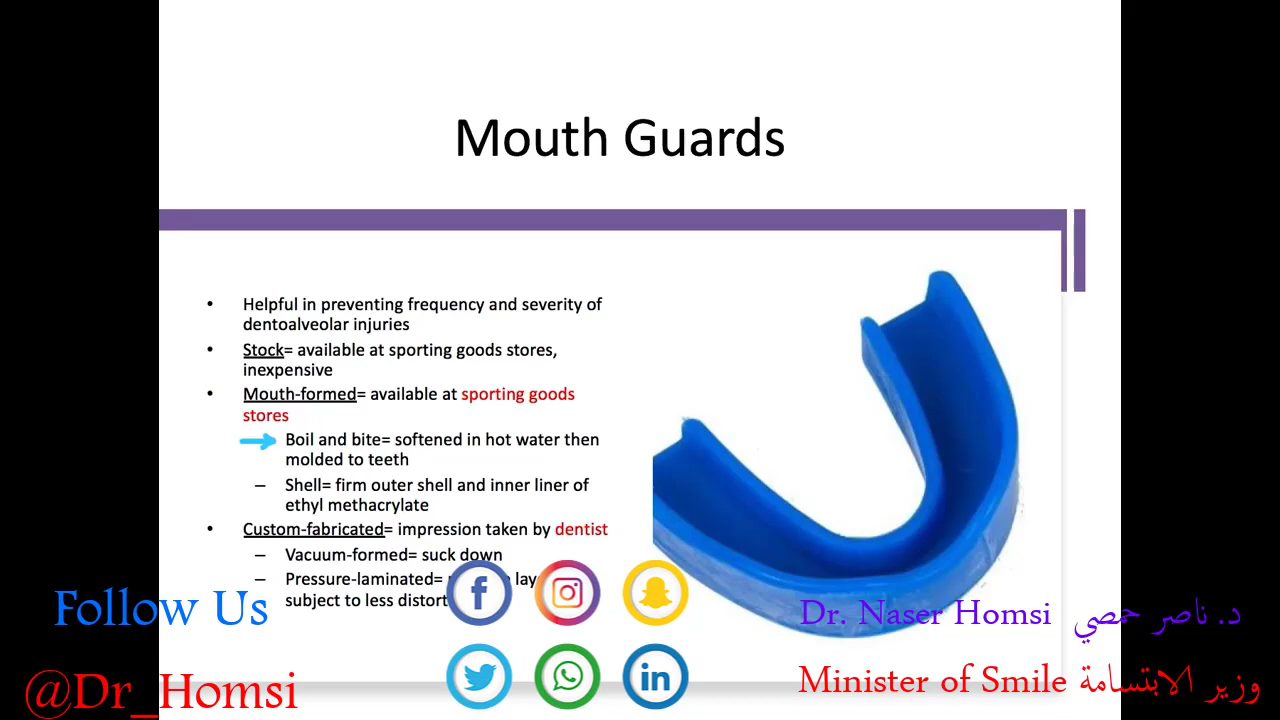 Mouth Guards
• Helpful in preventing frequency and severity of
dentoalveolar injuries
• Stock= available at sporting goods stores,
inexpensive
• Mouth-formed= available at sporting goods
stores
Boil and bite= softened in hot water then
molded to teeth
– Shell= firm outer shell and inner liner of
ethyl methacrylate
• Custom-fabricated= impression taken by dentist
– Vacuum-formed= suck down
– Pressure-laminated=
subject to less
Follow Us
@Dr_Homsi
Dr. Naser Homsi د. ناصر حمصي
Minister of Smile وزير الابتسامة